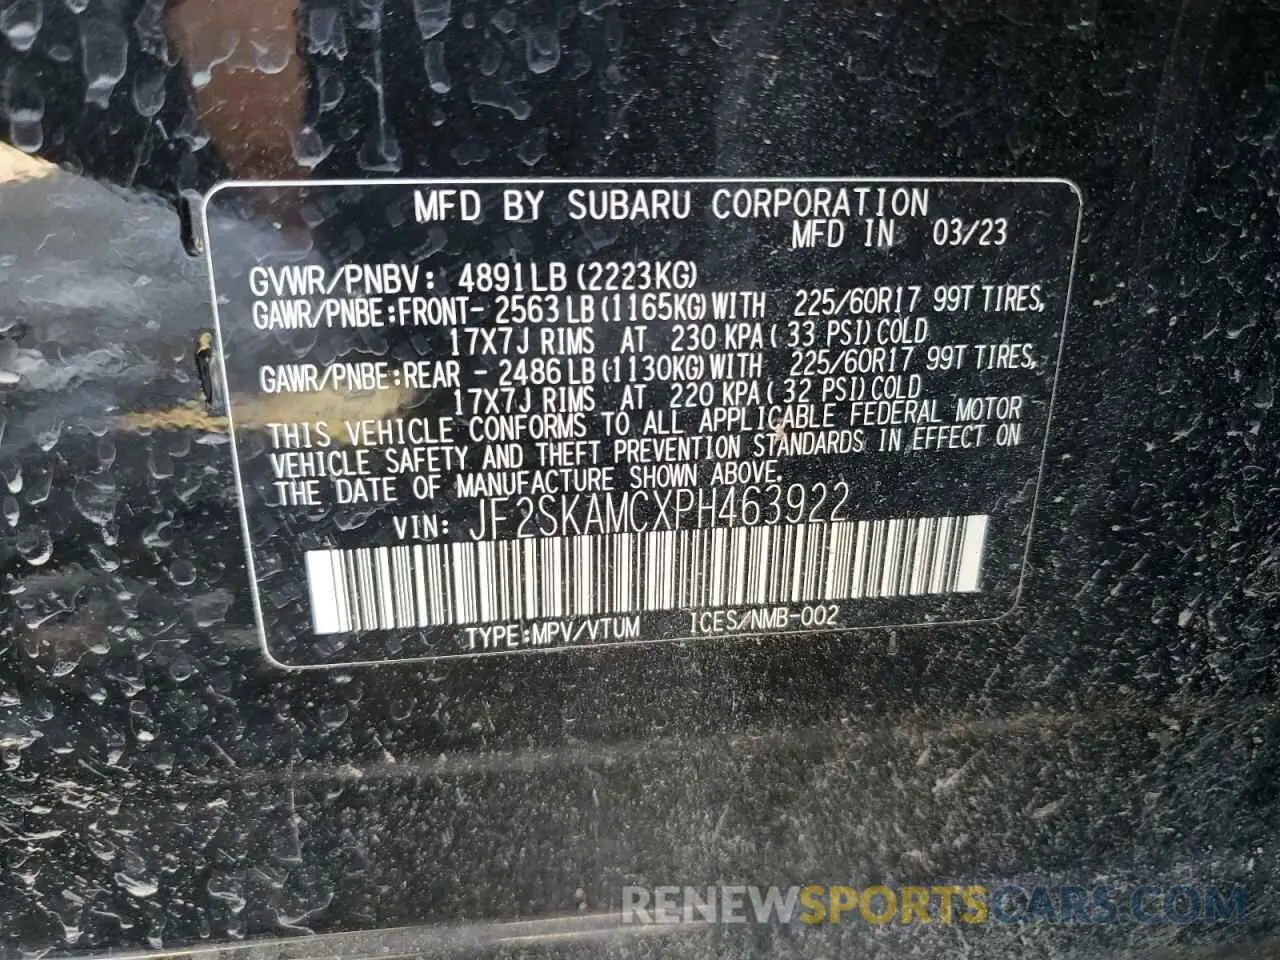 MFD BY SUBARU CORPORATION
MFD IN 03/23
GVWR/PNBV: 4891LB (2223KG)
GAWR/PNBE:FRONT- 2563 LB (1165KG) WITH 225/60R17 99T TIRES,
17X7J RIMS AT 230 KPA ( 33 PSI) COLD
GAWR/PNBE:REAR - 2486 LB (1130KG) WITH 225/60R17 99T TIRES,
17X7J RIMS AT 220 KPA ( 32 PSI) COLD
THIS VEHICLE CONFORMS TO ALL APPLICABLE FEDERAL MOTOR
VEHICLE SAFETY AND THEFT PREVENTION STANDARDS IN EFFECT ON
THE DATE OF MANUFACTURE SHOWN ABOVE.
VIN: JF2SKAMCXPH463922
TYPE:MPV/VTUM ICES/NMB-002
RENEWSPORTSCARS.COM